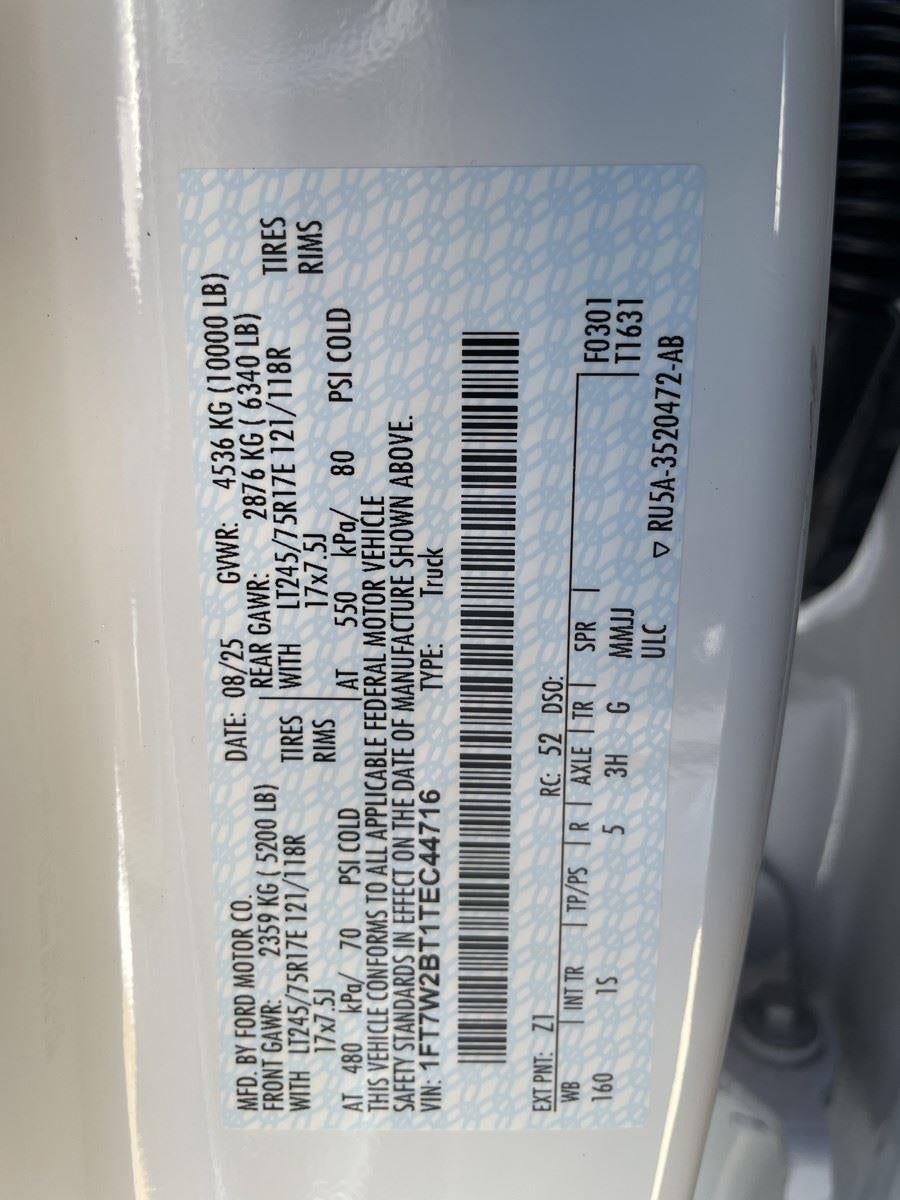 MFD. BY FORD MOTOR CO. DATE: 08/25 GVWR: 4536 KG (10000 LB)
FRONT GAWR: 2359 KG ( 5200 LB) REAR GAWR: 2876 KG ( 6340 LB)
WITH LT245/75R17E 121/118R TIRES WITH LT245/75R17E 121/118R TIRES
17x7.5J RIMS 17x7.5J RIMS
AT 480 kPa/ 70 PSI COLD AT 550 kPa/ 80 PSI COLD
THIS VEHICLE CONFORMS TO ALL APPLICABLE FEDERAL MOTOR VEHICLE
SAFETY STANDARDS IN EFFECT ON THE DATE OF MANUFACTURE SHOWN ABOVE.
VIN: 1FT7W2BT1TEC44716 TYPE: Truck
EXT PNT: Z1 RC: 52 DSO:
WB INT TR TP/PS R AXLE TR SPR F0301
160 1S 5 3H G MMJJ T1631
ULC ▽ RU5A-3520472-AB